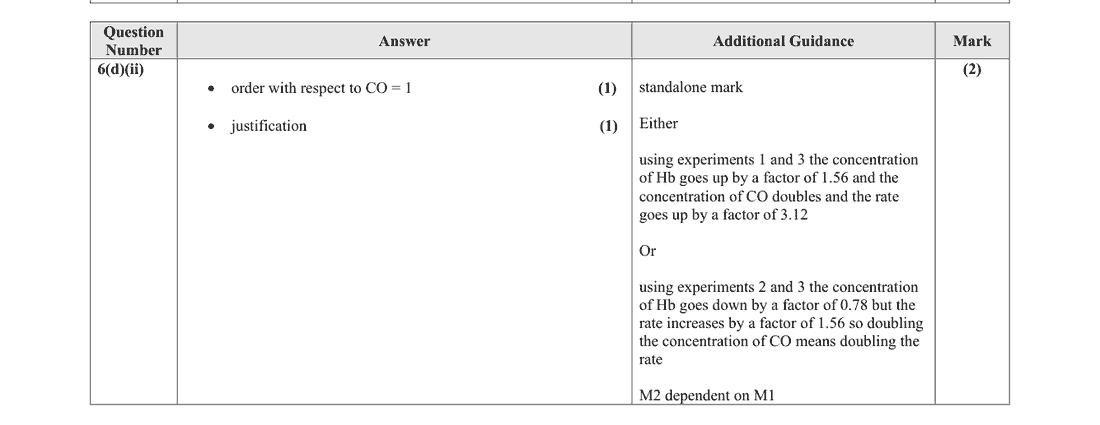 Question Number
Answer
Additional Guidance
Mark
6(d)(ii)
• order with respect to CO = 1 (1)
• justification (1)
standalone mark
Either
using experiments 1 and 3 the concentration
of Hb goes up by a factor of 1.56 and the
concentration of CO doubles and the rate
goes up by a factor of 3.12
Or
using experiments 2 and 3 the concentration
of Hb goes down by a factor of 0.78 but the
rate increases by a factor of 1.56 so doubling
the concentration of CO means doubling the
rate
M2 dependent on M1
(2)